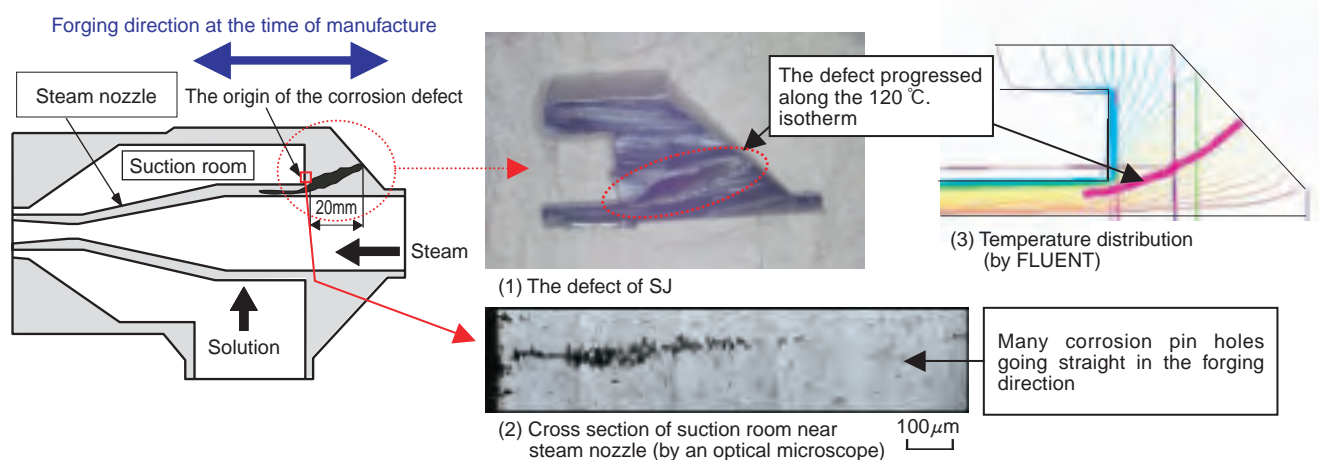 Forging direction at the time of manufacture
Steam nozzle
The origin of the corrosion defect
Suction room
20mm
Steam
Solution
The defect progressed
along the 120 ℃.
isotherm
(1) The defect of SJ
(3) Temperature distribution
(by FLUENT)
Many corrosion pin holes
going straight in the forging
direction
(2) Cross section of suction room near
steam nozzle (by an optical microscope)
100μm